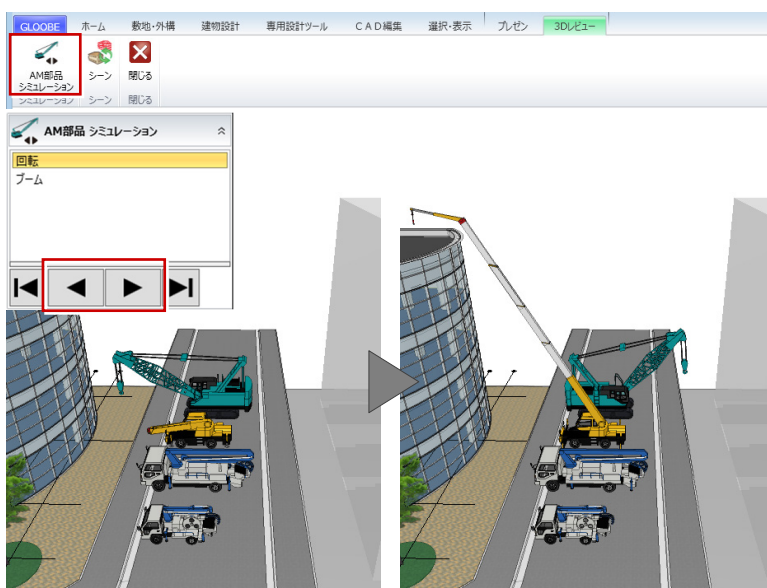 GLOOBE ホーム 敷地・外構 建物設計 専用設計ツール CAD編集 選択・表示 プレゼン 3Dレビュー
AM部品
シミュレーション
シーン
閉じる
シミュレーション シーン 閉じる
AM部品 シミュレーション
回転
ブーム